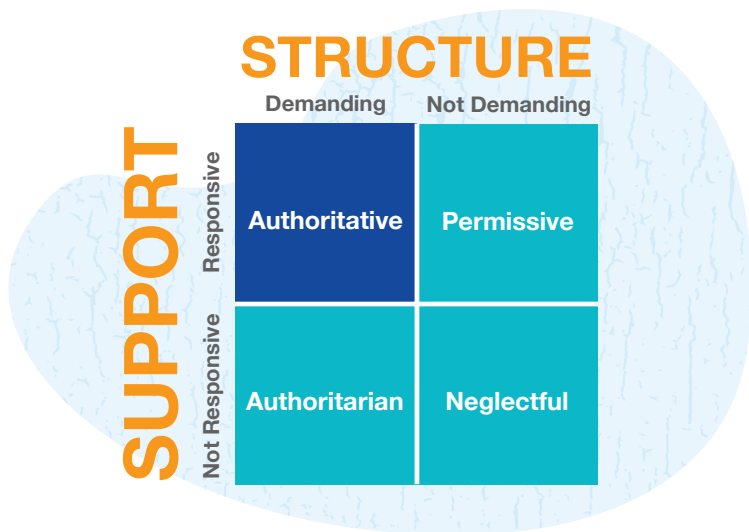 STRUCTURE
Demanding
Not Demanding
SUPPORT
Responsive
Authoritative
Permissive
Not Responsive
Authoritarian
Neglectful